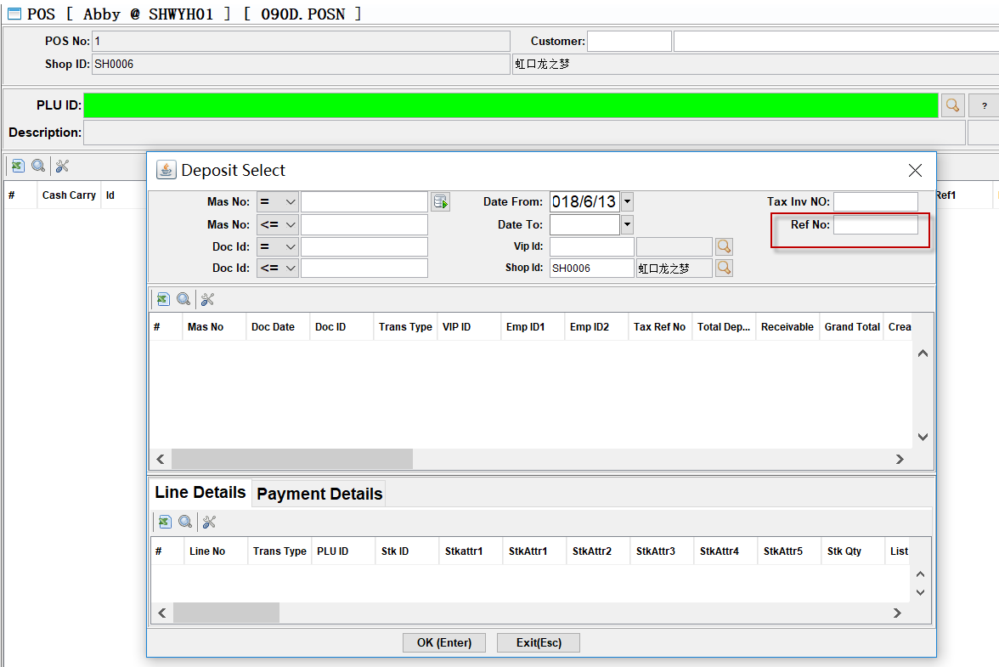 POS [ Abby @ SHWYH01 ] [ 090D.POSN ]
POS No: 1 Customer:
Shop ID: SH0006 虹口龙之梦
PLU ID: ?
Description:
# Cash Carry Id Ref1
Deposit Select
Mas No: = Date From: 018/6/13 Tax Inv NO:
Mas No: <= Date To: Ref No:
Doc Id: = Vip Id:
Doc Id: <= Shop Id: SH0006 虹口龙之梦
# Mas No Doc Date Doc ID Trans Type VIP ID Emp ID1 Emp ID2 Tax Ref No Total Dep... Receivable Grand Total Crea
Line Details Payment Details
# Line No Trans Type PLU ID Stk ID Stkattr1 StkAttr1 StkAttr2 StkAttr3 StkAttr4 StkAttr5 Stk Qty List
OK (Enter) Exit(Esc)